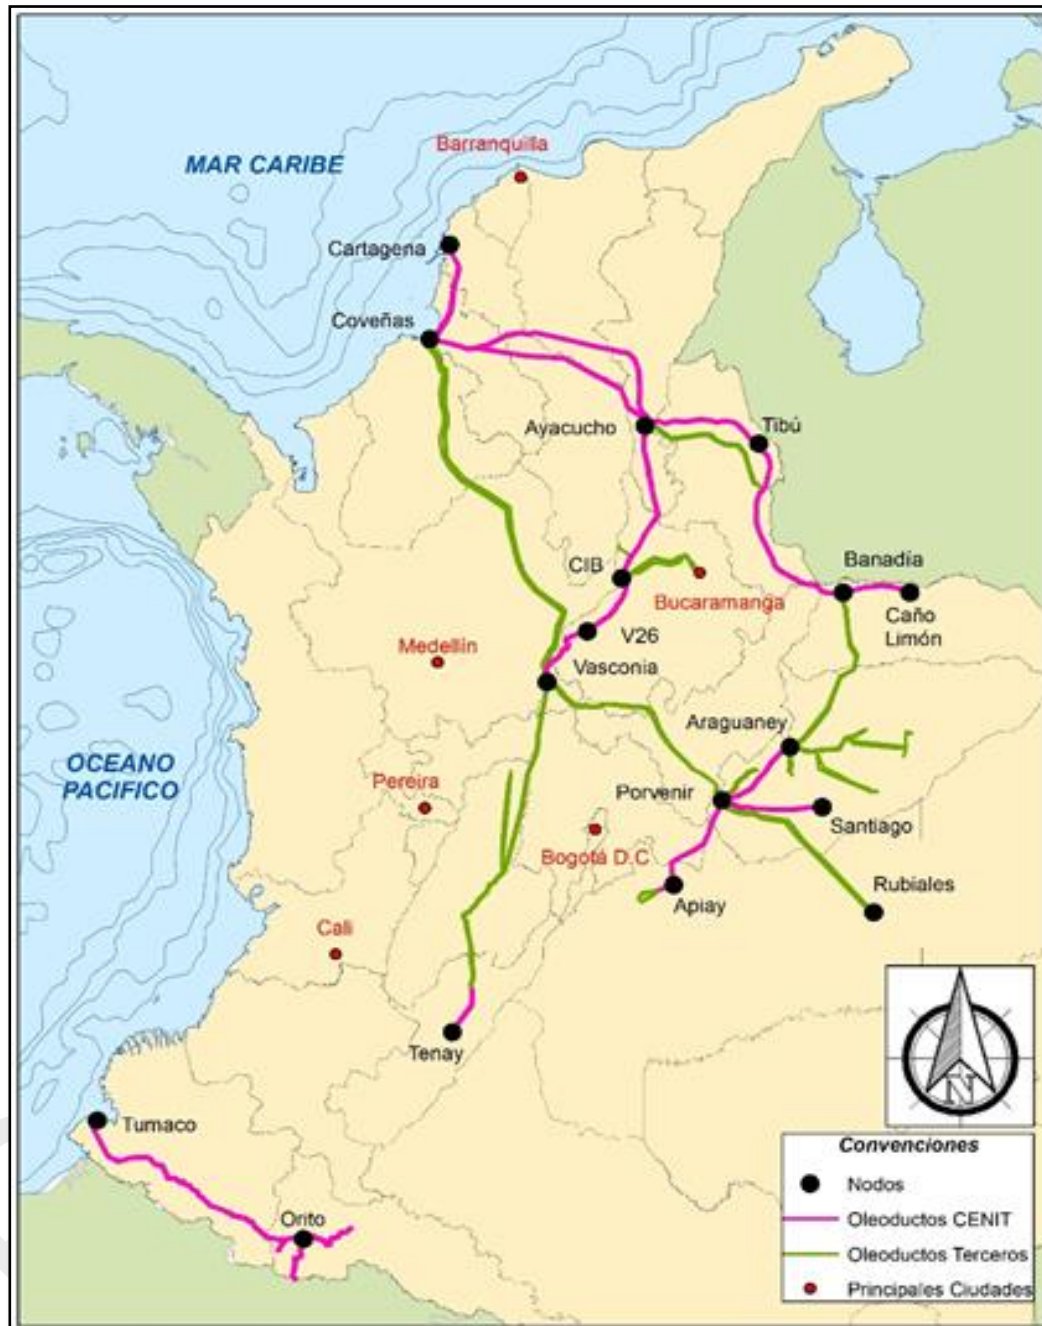 Barranquilla
MAR CARIBE
Cartagena
Coveñas
Ayacucho
Tibú
CIB
Banadía
Bucaramanga
Caño
Limón
V26
Medellín
Vasconia
Araguaney
OCEANO
PACIFICO
Pereira
Porvenir
Santiago
Bogotá D.C
Rubiales
Apiay
Cali
Tenay
N
Tumaco
Convenciones
Nodos
Orito
Oleoductos CENIT
Oleoductos Terceros
Principales Ciudades